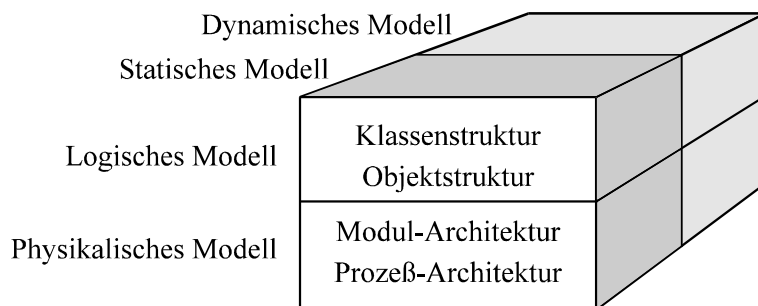 Dynamisches Modell
Statisches Modell
Logisches Modell
Klassenstruktur
Objektstruktur
Physikalisches Modell
Modul-Architektur
Prozeß-Architektur